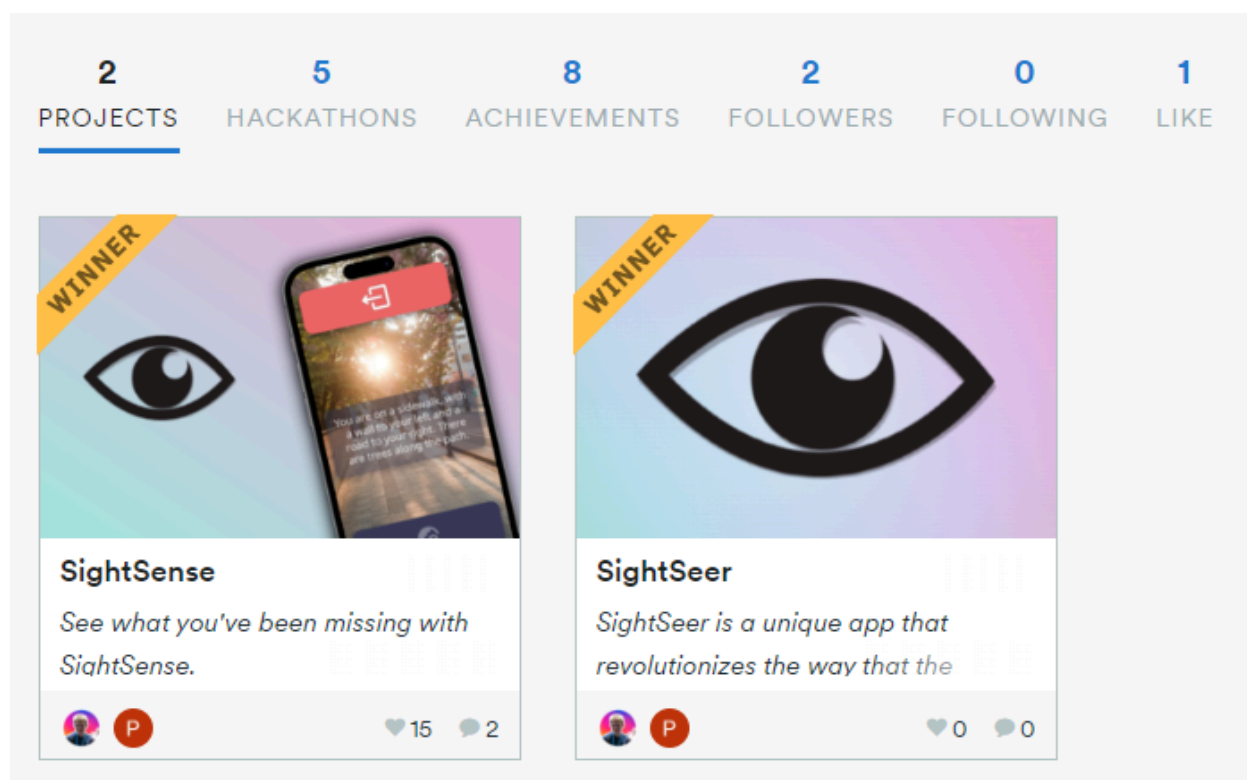 2 5 8 2 0 1
PROJECTS HACKATHONS ACHIEVEMENTS FOLLOWERS FOLLOWING LIKE
WINNER
You are on a sidewalk, with
a wall to your left and a
road to your right. There
are trees along the path.
SightSense
See what you've been missing with
SightSense.
P 15 2
WINNER
SightSeer
SightSeer is a unique app that
revolutionizes the way that the
P 0 0